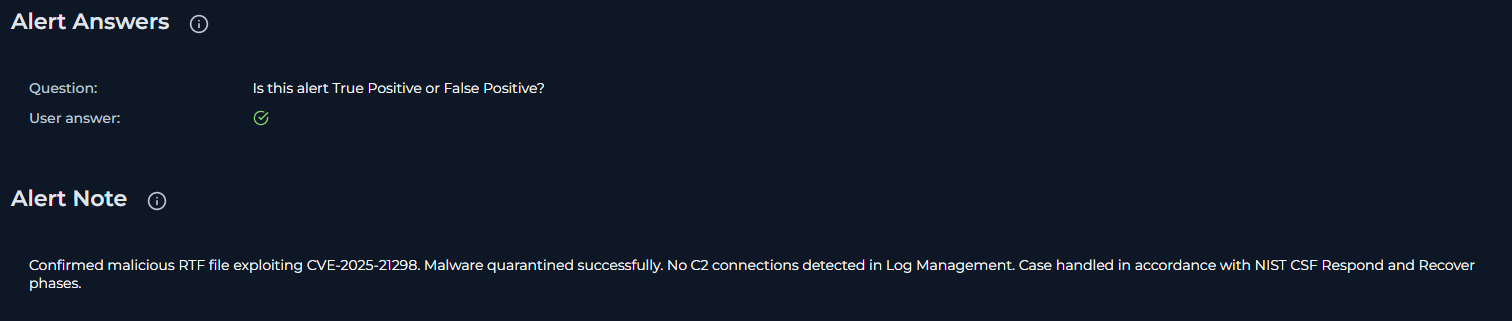 Alert Answers
Question: Is this alert True Positive or False Positive?
User answer:
Alert Note
Confirmed malicious RTF file exploiting CVE-2025-21298. Malware quarantined successfully. No C2 connections detected in Log Management. Case handled in accordance with NIST CSF Respond and Recover
phases.